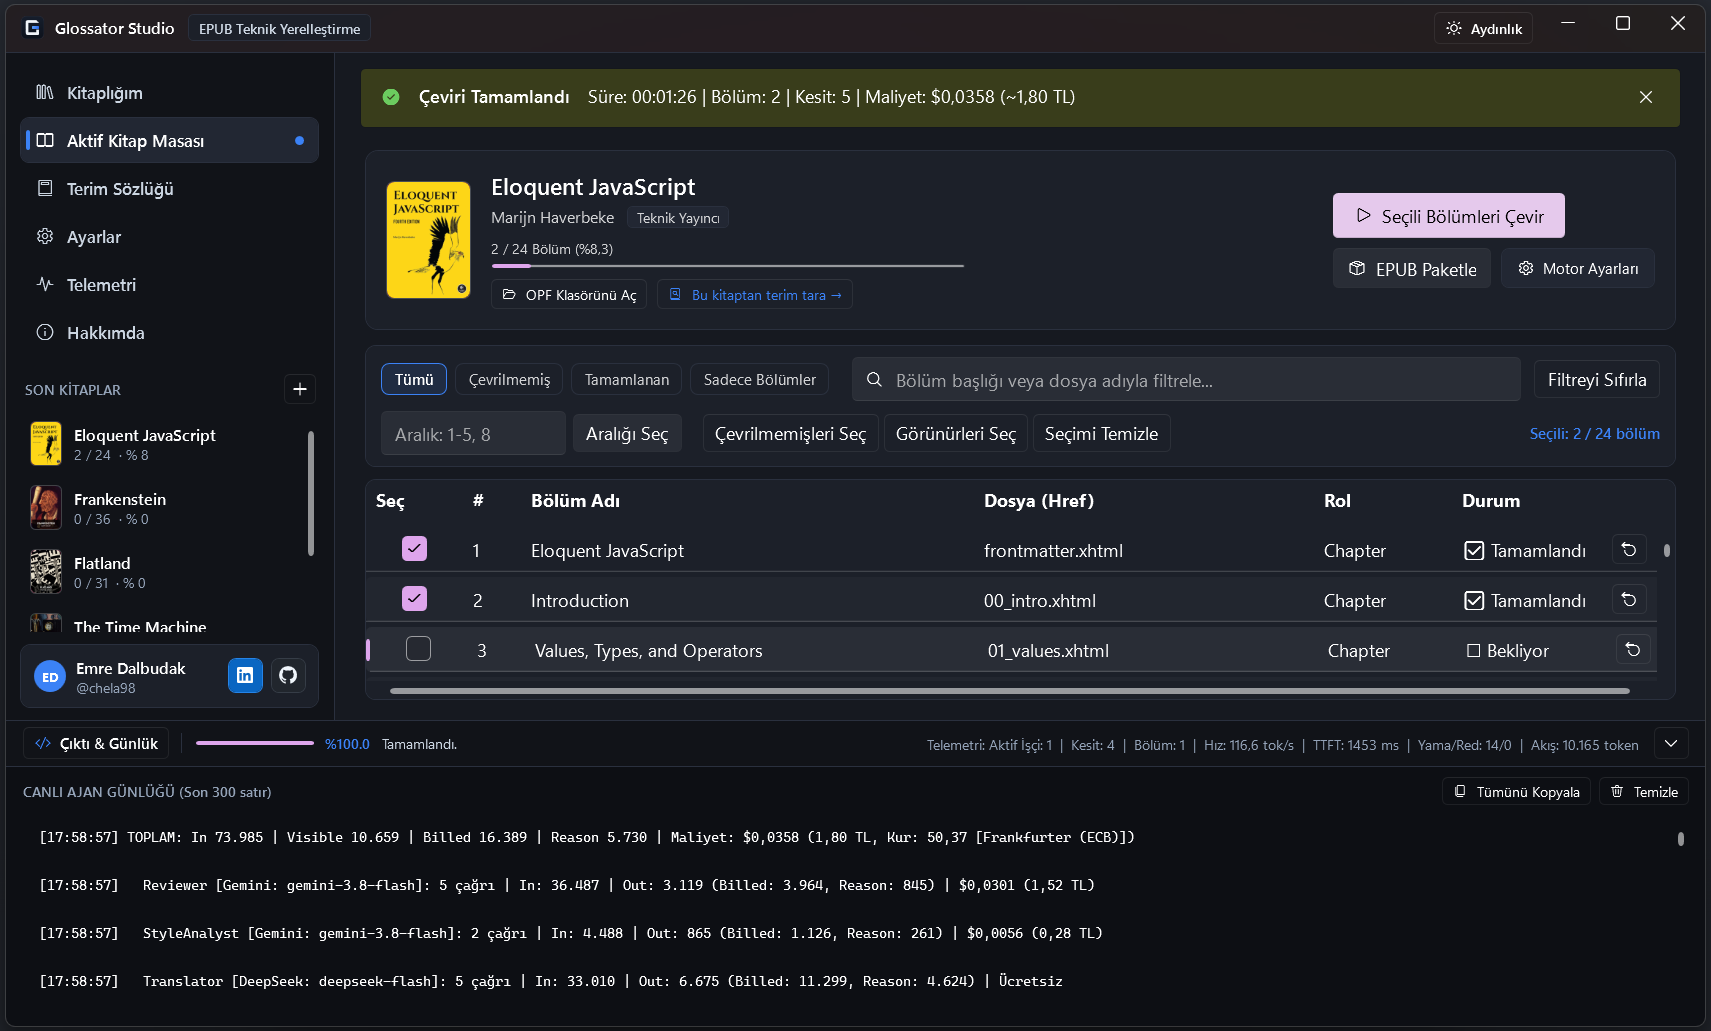 Glossator Studio
EPUB Teknik Yerelleştirme
Aydınlık
Kitaplığım
Aktif Kitap Masası
Terim Sözlüğü
Ayarlar
Telemetri
Hakkımda
SON KİTAPLAR
Eloquent JavaScript
2 / 24 · % 8
Frankenstein
0 / 36 · % 0
Flatland
0 / 31 · % 0
The Time Machine
ED
Emre Dalbudak
@chela98
Çeviri Tamamlandı Süre: 00:01:26 | Bölüm: 2 | Kesit: 5 | Maliyet: $0,0358 (~1,80 TL)
ELOQUENT
JAVASCRIPT
FOURTH EDITION
Eloquent JavaScript
Marijn Haverbeke
Teknik Yayıncı
2 / 24 Bölüm (%8,3)
OPF Klasörünü Aç
Bu kitaptan terim tara →
Seçili Bölümleri Çevir
EPUB Paketle
Motor Ayarları
Tümü
Çevrilmemiş
Tamamlanan
Sadece Bölümler
Bölüm başlığı veya dosya adıyla filtrele...
Filtreyi Sıfırla
Aralık: 1-5, 8
Aralığı Seç
Çevrilmemişleri Seç
Görünürleri Seç
Seçimi Temizle
Seçili: 2 / 24 bölüm
Seç # Bölüm Adı Dosya (Href) Rol Durum
1 Eloquent JavaScript frontmatter.xhtml Chapter Tamamlandı
2 Introduction 00_intro.xhtml Chapter Tamamlandı
3 Values, Types, and Operators 01_values.xhtml Chapter Bekliyor
Çıktı & Günlük
%100.0 Tamamlandı.
Telemetri: Aktif İşçi: 1 | Kesit: 4 | Bölüm: 1 | Hız: 116,6 tok/s | TTFT: 1453 ms | Yama/Red: 14/0 | Akış: 10.165 token
CANLI AJAN GÜNLÜĞÜ (Son 300 satır)
Tümünü Kopyala
Temizle
[17:58:57] TOPLAM: In 73.985 | Visible 10.659 | Billed 16.389 | Reason 5.730 | Maliyet: $0,0358 (1,80 TL, Kur: 50,37 [Frankfurter (ECB)])
[17:58:57] Reviewer [Gemini: gemini-3.8-flash]: 5 çağrı | In: 36.487 | Out: 3.119 (Billed: 3.964, Reason: 845) | $0,0301 (1,52 TL)
[17:58:57] StyleAnalyst [Gemini: gemini-3.8-flash]: 2 çağrı | In: 4.488 | Out: 865 (Billed: 1.126, Reason: 261) | $0,0056 (0,28 TL)
[17:58:57] Translator [DeepSeek: deepseek-flash]: 5 çağrı | In: 33.010 | Out: 6.675 (Billed: 11.299, Reason: 4.624) | Ücretsiz